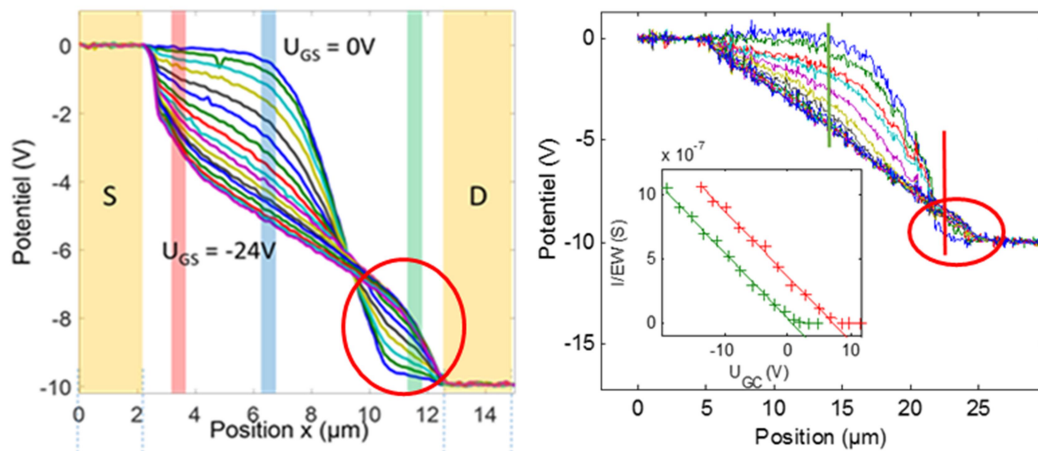 0
-2
-4
-6
-8
-10
Potentiel (V)
U_GS = 0V
S
D
U_GS = -24V
0 2 4 6 8 10 12 14
Position x (µm)
0
-5
-10
-15
Potentiel (V)
x 10^-7
10
5
0
I/EW (S)
-10 0 10
U_GC (V)
0 5 10 15 20 25
Position (µm)